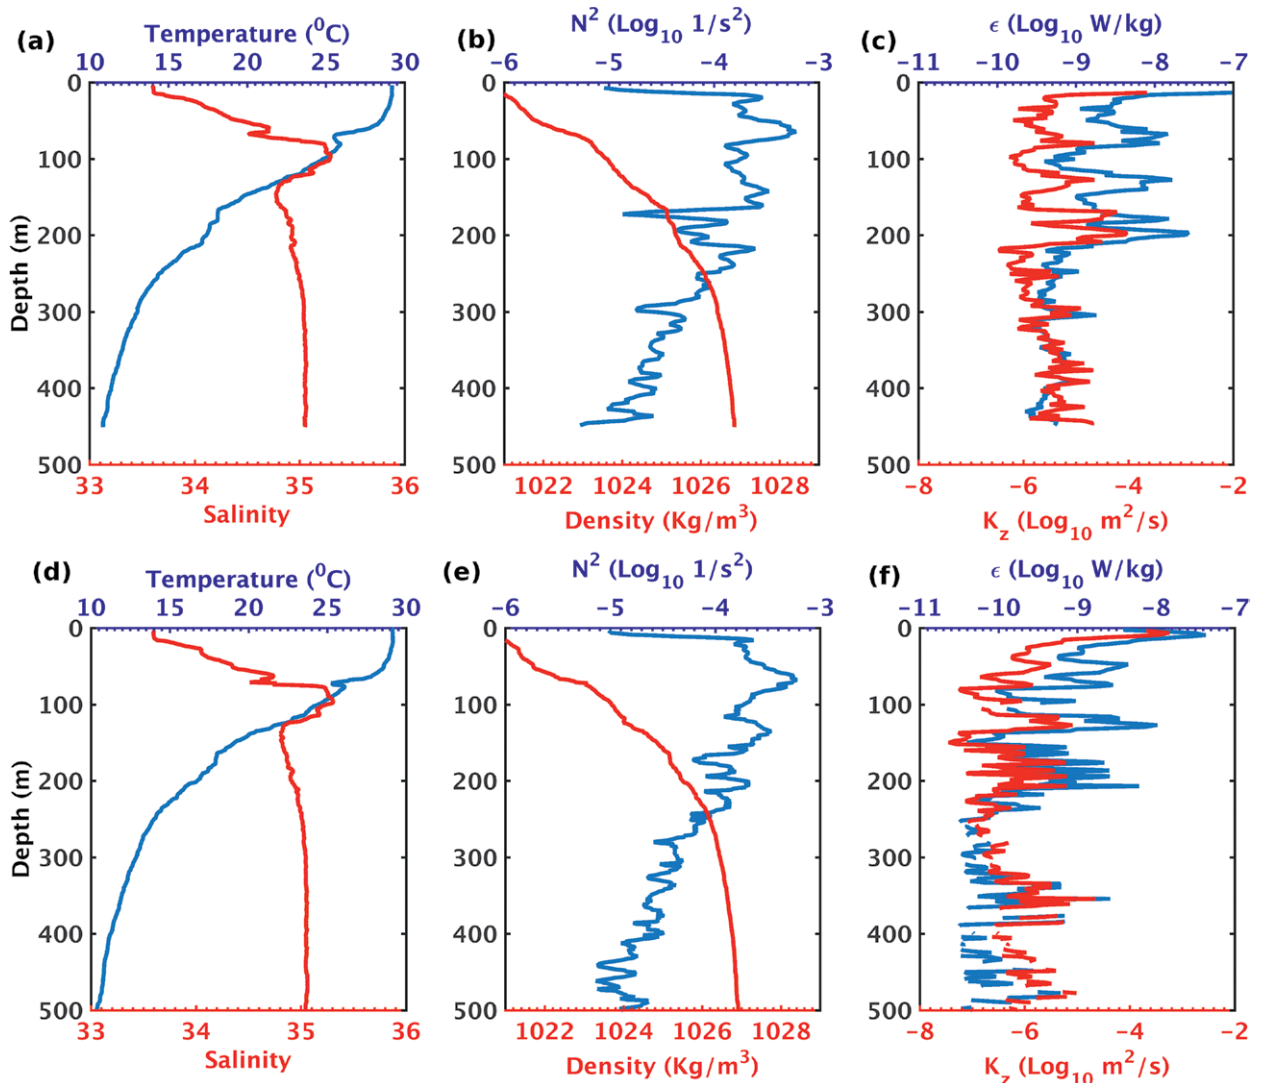 (a) Temperature (⁰C) (b) N² (Log₁₀ 1/s²) (c) ϵ (Log₁₀ W/kg)
10 15 20 25 30 −6 −5 −4 −3 −11 −10 −9 −8 −7
0 0 0
100 100 100
200 200 200
Depth (m)
300 300 300
400 400 400
500 500 500
33 34 35 36 1022 1024 1026 1028 −8 −6 −4 −2
Salinity Density (Kg/m³) K_z (Log₁₀ m²/s)
(d) Temperature (⁰C) (e) N² (Log₁₀ 1/s²) (f) ϵ (Log₁₀ W/kg)
10 15 20 25 30 −6 −5 −4 −3 −11 −10 −9 −8 −7
0 0 0
100 100 100
200 200 200
Depth (m)
300 300 300
400 400 400
500 500 500
33 34 35 36 1022 1024 1026 1028 −8 −6 −4 −2
Salinity Density (Kg/m³) K_z (Log₁₀ m²/s)